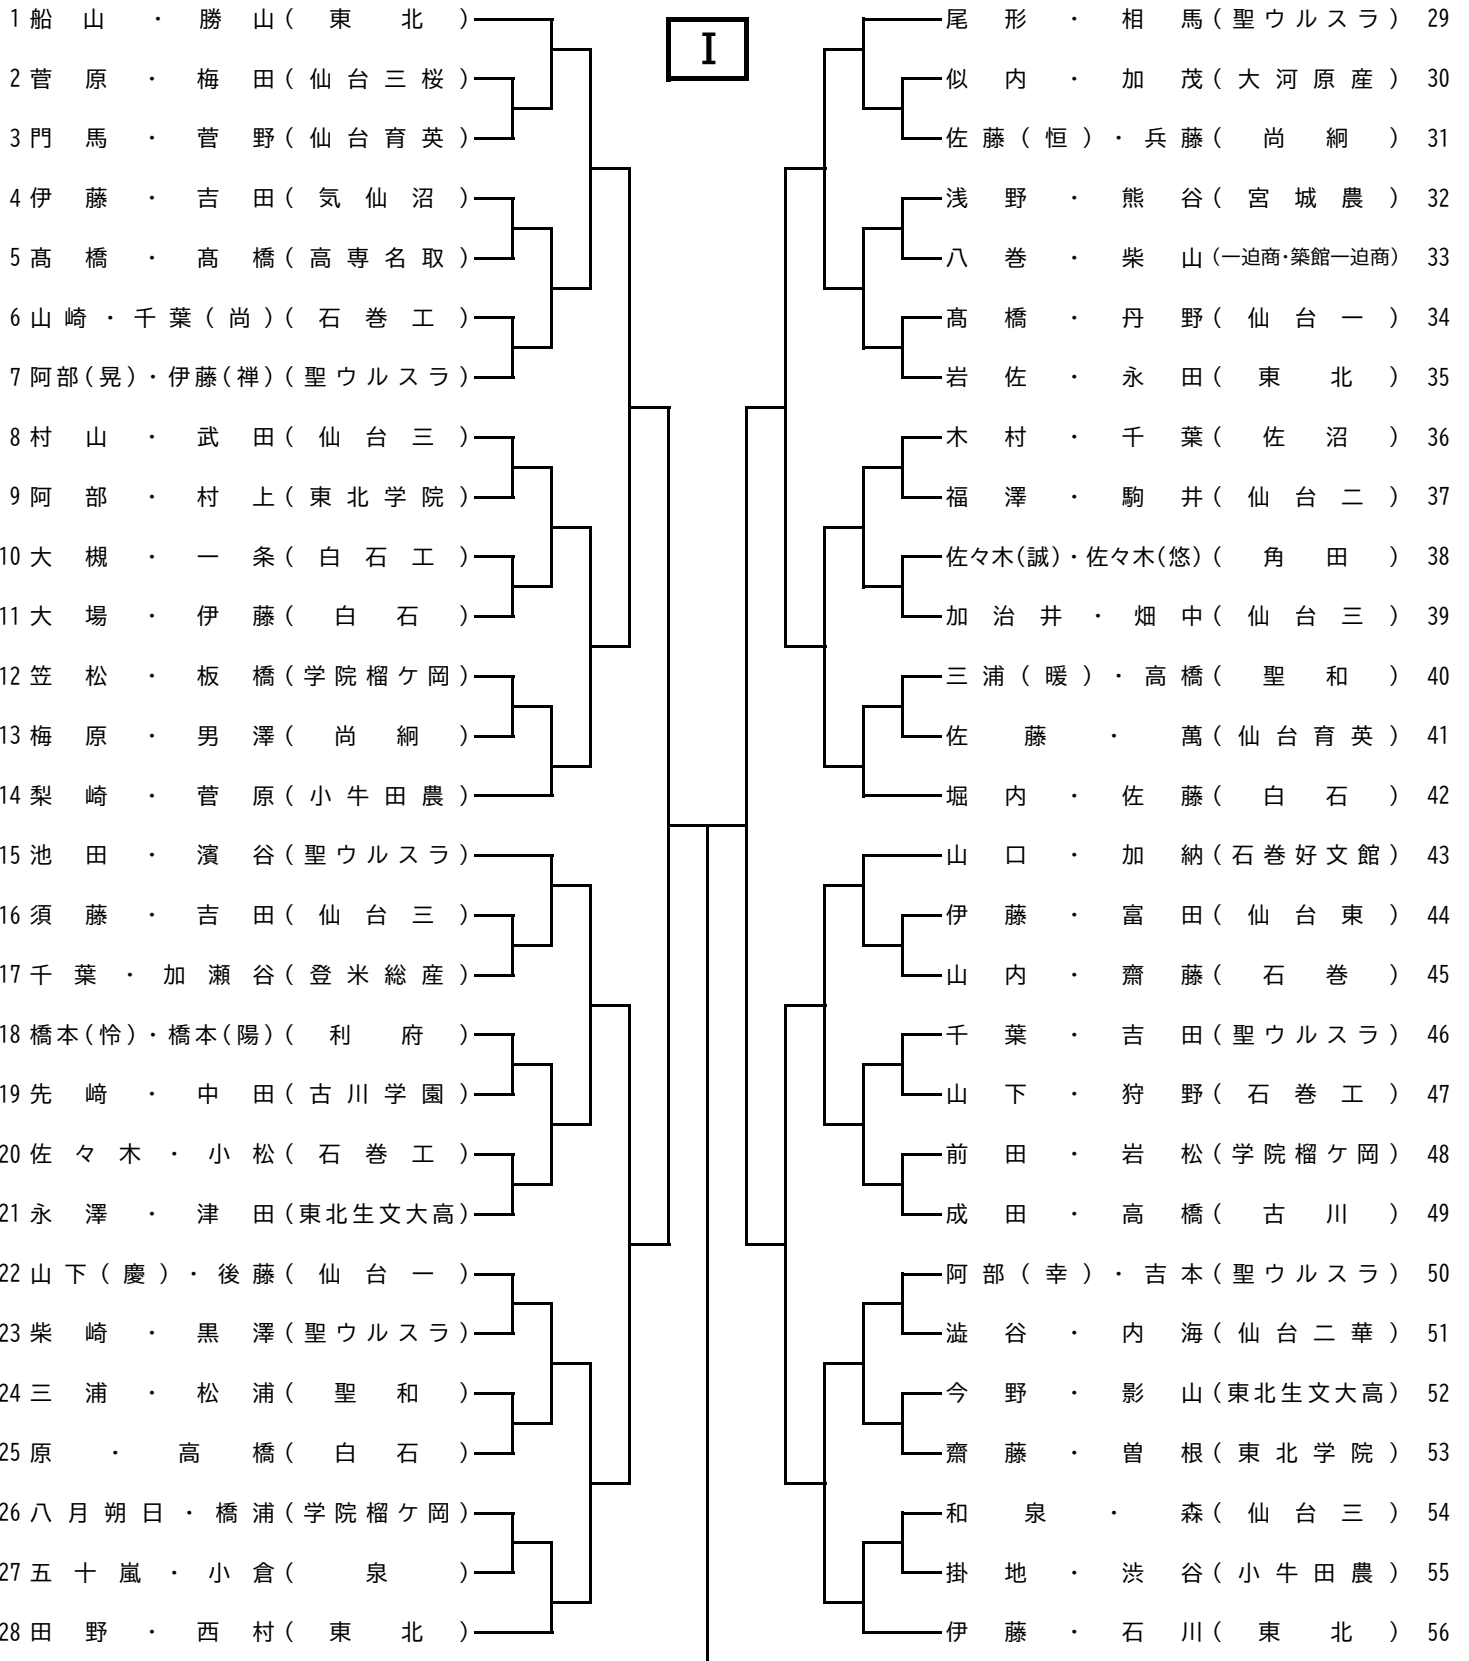 I
1 船山・勝山(東北)
2 菅原・梅田(仙台三桜)
3 門馬・菅野(仙台育英)
4 伊藤・吉田(気仙沼)
5 髙橋・髙橋(高専名取)
6 山崎・千葉(尚)(石巻工)
7 阿部(晃)・伊藤(禅)(聖ウルスラ)
8 村山・武田(仙台三)
9 阿部・村上(東北学院)
10 大槻・一条(白石工)
11 大場・伊藤(白石)
12 笠松・板橋(学院榴ケ岡)
13 梅原・男澤(尚絅)
14 梨崎・菅原(小牛田農)
15 池田・濱谷(聖ウルスラ)
16 須藤・吉田(仙台三)
17 千葉・加瀬谷(登米総産)
18 橋本(怜)・橋本(陽)(利府)
19 先﨑・中田(古川学園)
20 佐々木・小松(石巻工)
21 永澤・津田(東北生文大高)
22 山下(慶)・後藤(仙台一)
23 柴崎・黒澤(聖ウルスラ)
24 三浦・松浦(聖和)
25 原・高橋(白石)
26 八月朔日・橋浦(学院榴ケ岡)
27 五十嵐・小倉(泉)
28 田野・西村(東北)
尾形・相馬(聖ウルスラ) 29
似内・加茂(大河原産) 30
佐藤(恒)・兵藤(尚絅) 31
浅野・熊谷(宮城農) 32
八巻・柴山(一迫商・築館一迫商) 33
髙橋・丹野(仙台一) 34
岩佐・永田(東北) 35
木村・千葉(佐沼) 36
福澤・駒井(仙台二) 37
佐々木(誠)・佐々木(悠)(角田) 38
加治井・畑中(仙台三) 39
三浦(暖)・高橋(聖和) 40
佐藤・萬(仙台育英) 41
堀内・佐藤(白石) 42
山口・加納(石巻好文館) 43
伊藤・富田(仙台東) 44
山内・齋藤(石巻) 45
千葉・吉田(聖ウルスラ) 46
山下・狩野(石巻工) 47
前田・岩松(学院榴ケ岡) 48
成田・高橋(古川) 49
阿部(幸)・吉本(聖ウルスラ) 50
澁谷・内海(仙台二華) 51
今野・影山(東北生文大高) 52
齋藤・曽根(東北学院) 53
和泉・森(仙台三) 54
掛地・渋谷(小牛田農) 55
伊藤・石川(東北) 56